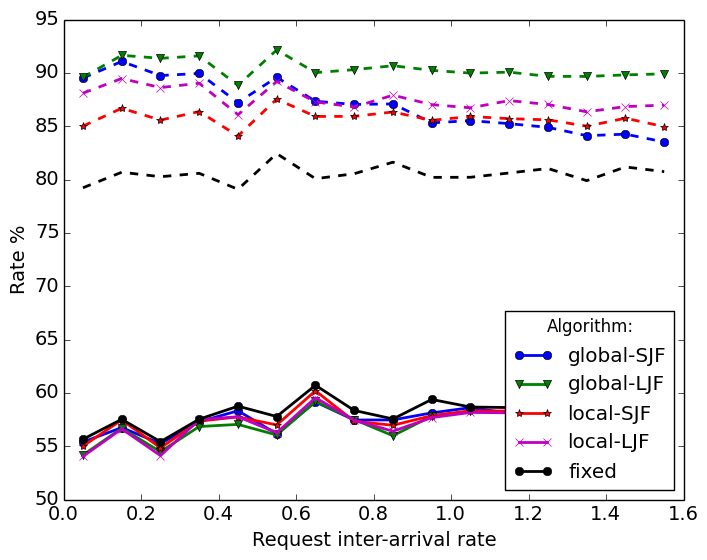 95
90
85
80
75
70
65
60
55
50
Rate %
0.0 0.2 0.4 0.6 0.8 1.0 1.2 1.4 1.6
Request inter-arrival rate
Algorithm:
global-SJF
global-LJF
local-SJF
local-LJF
fixed